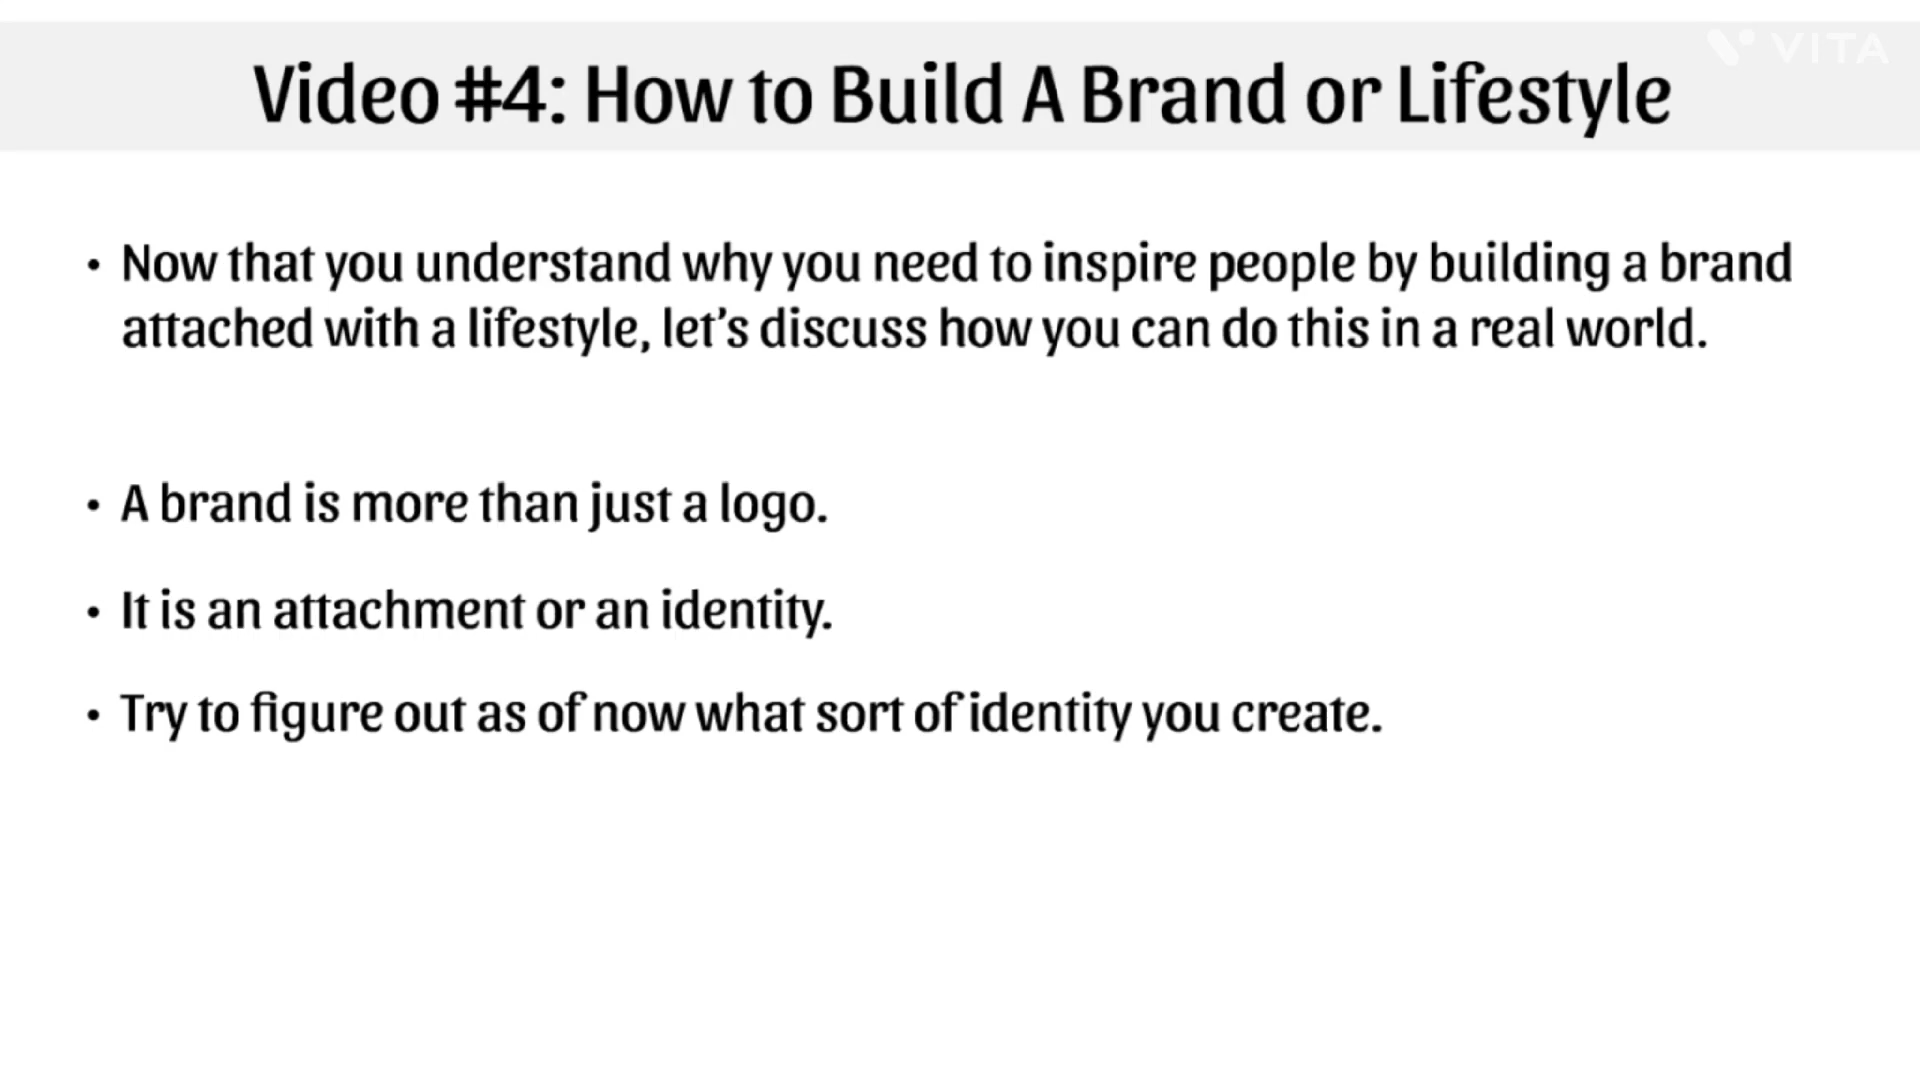 VITA
Video #4: How to Build A Brand or Lifestyle
• Now that you understand why you need to inspire people by building a brand
attached with a lifestyle, let’s discuss how you can do this in a real world.
• A brand is more than just a logo.
• It is an attachment or an identity.
• Try to figure out as of now what sort of identity you create.